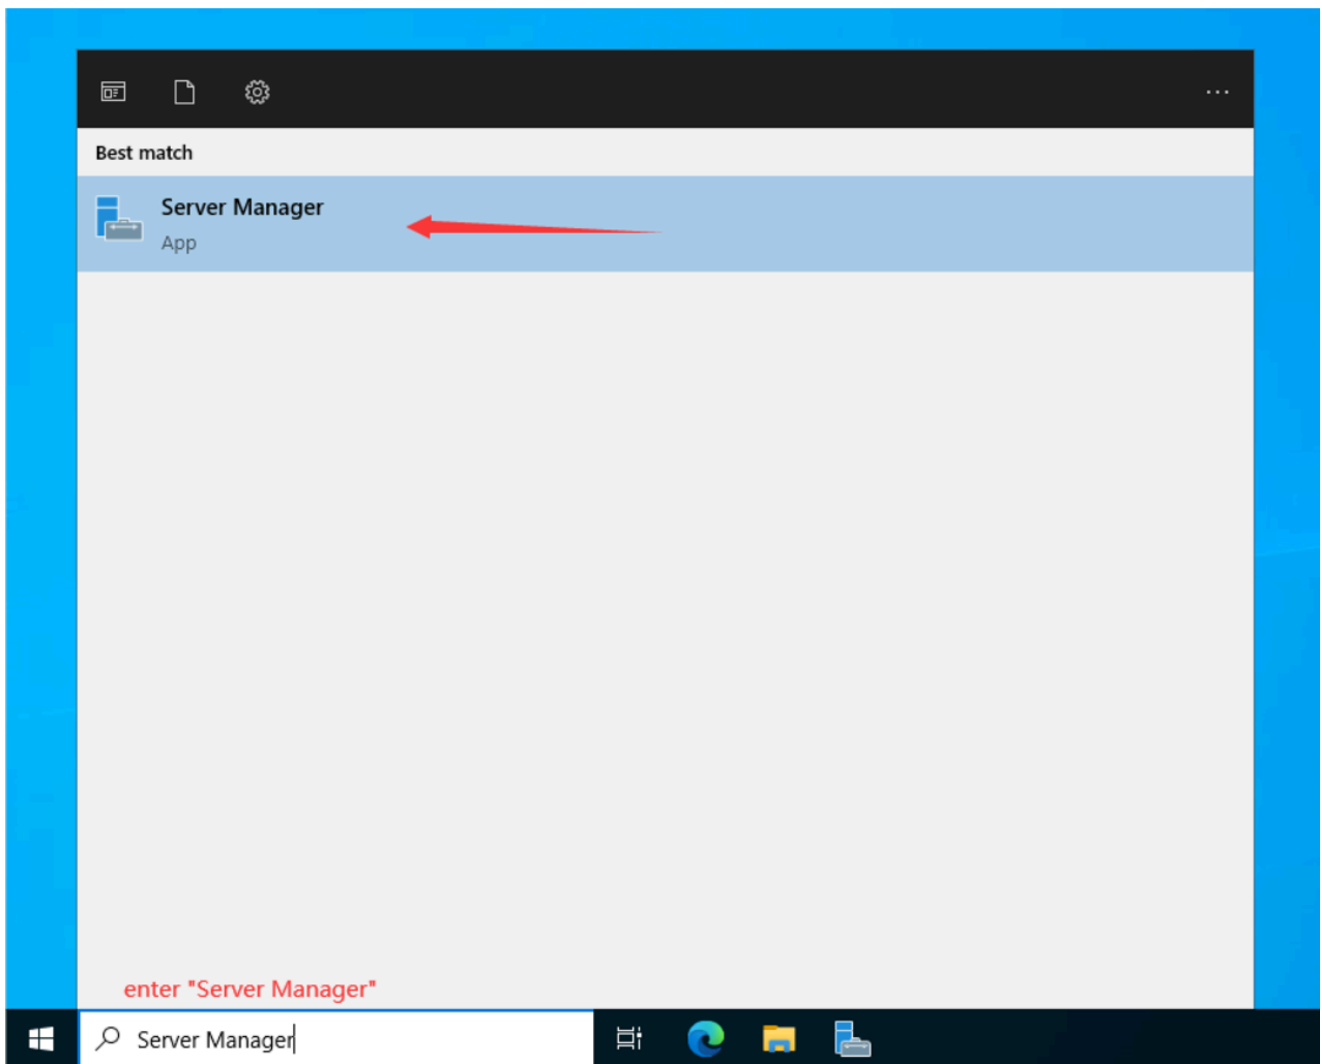 ...
Best match
Server Manager
App
enter "Server Manager"
Server Manager